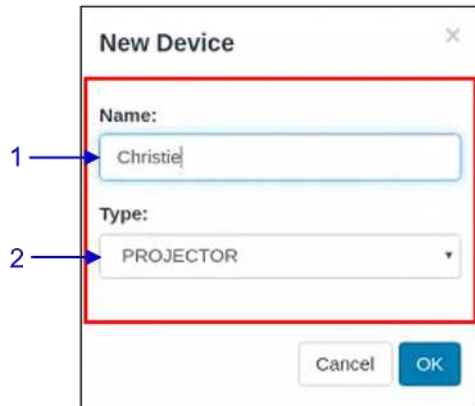 New Device ×
Name:
1 Christie
Type:
2 PROJECTOR
Cancel OK